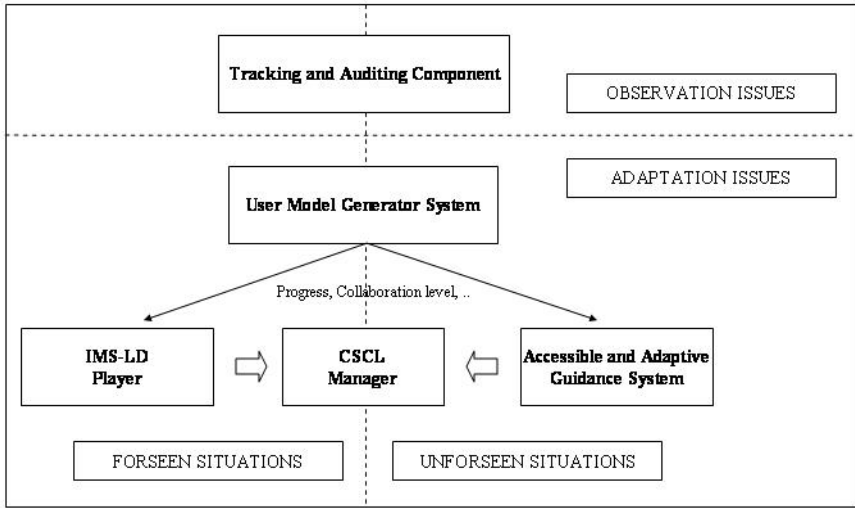 Tracking and Auditing Component
OBSERVATION ISSUES
ADAPTATION ISSUES
User Model Generator System
Progress, Collaboration level, ..
IMS-LD
Player
CSCL
Manager
Accessible and Adaptive
Guidance System
FORSEEN SITUATIONS
UNFORSEEN SITUATIONS